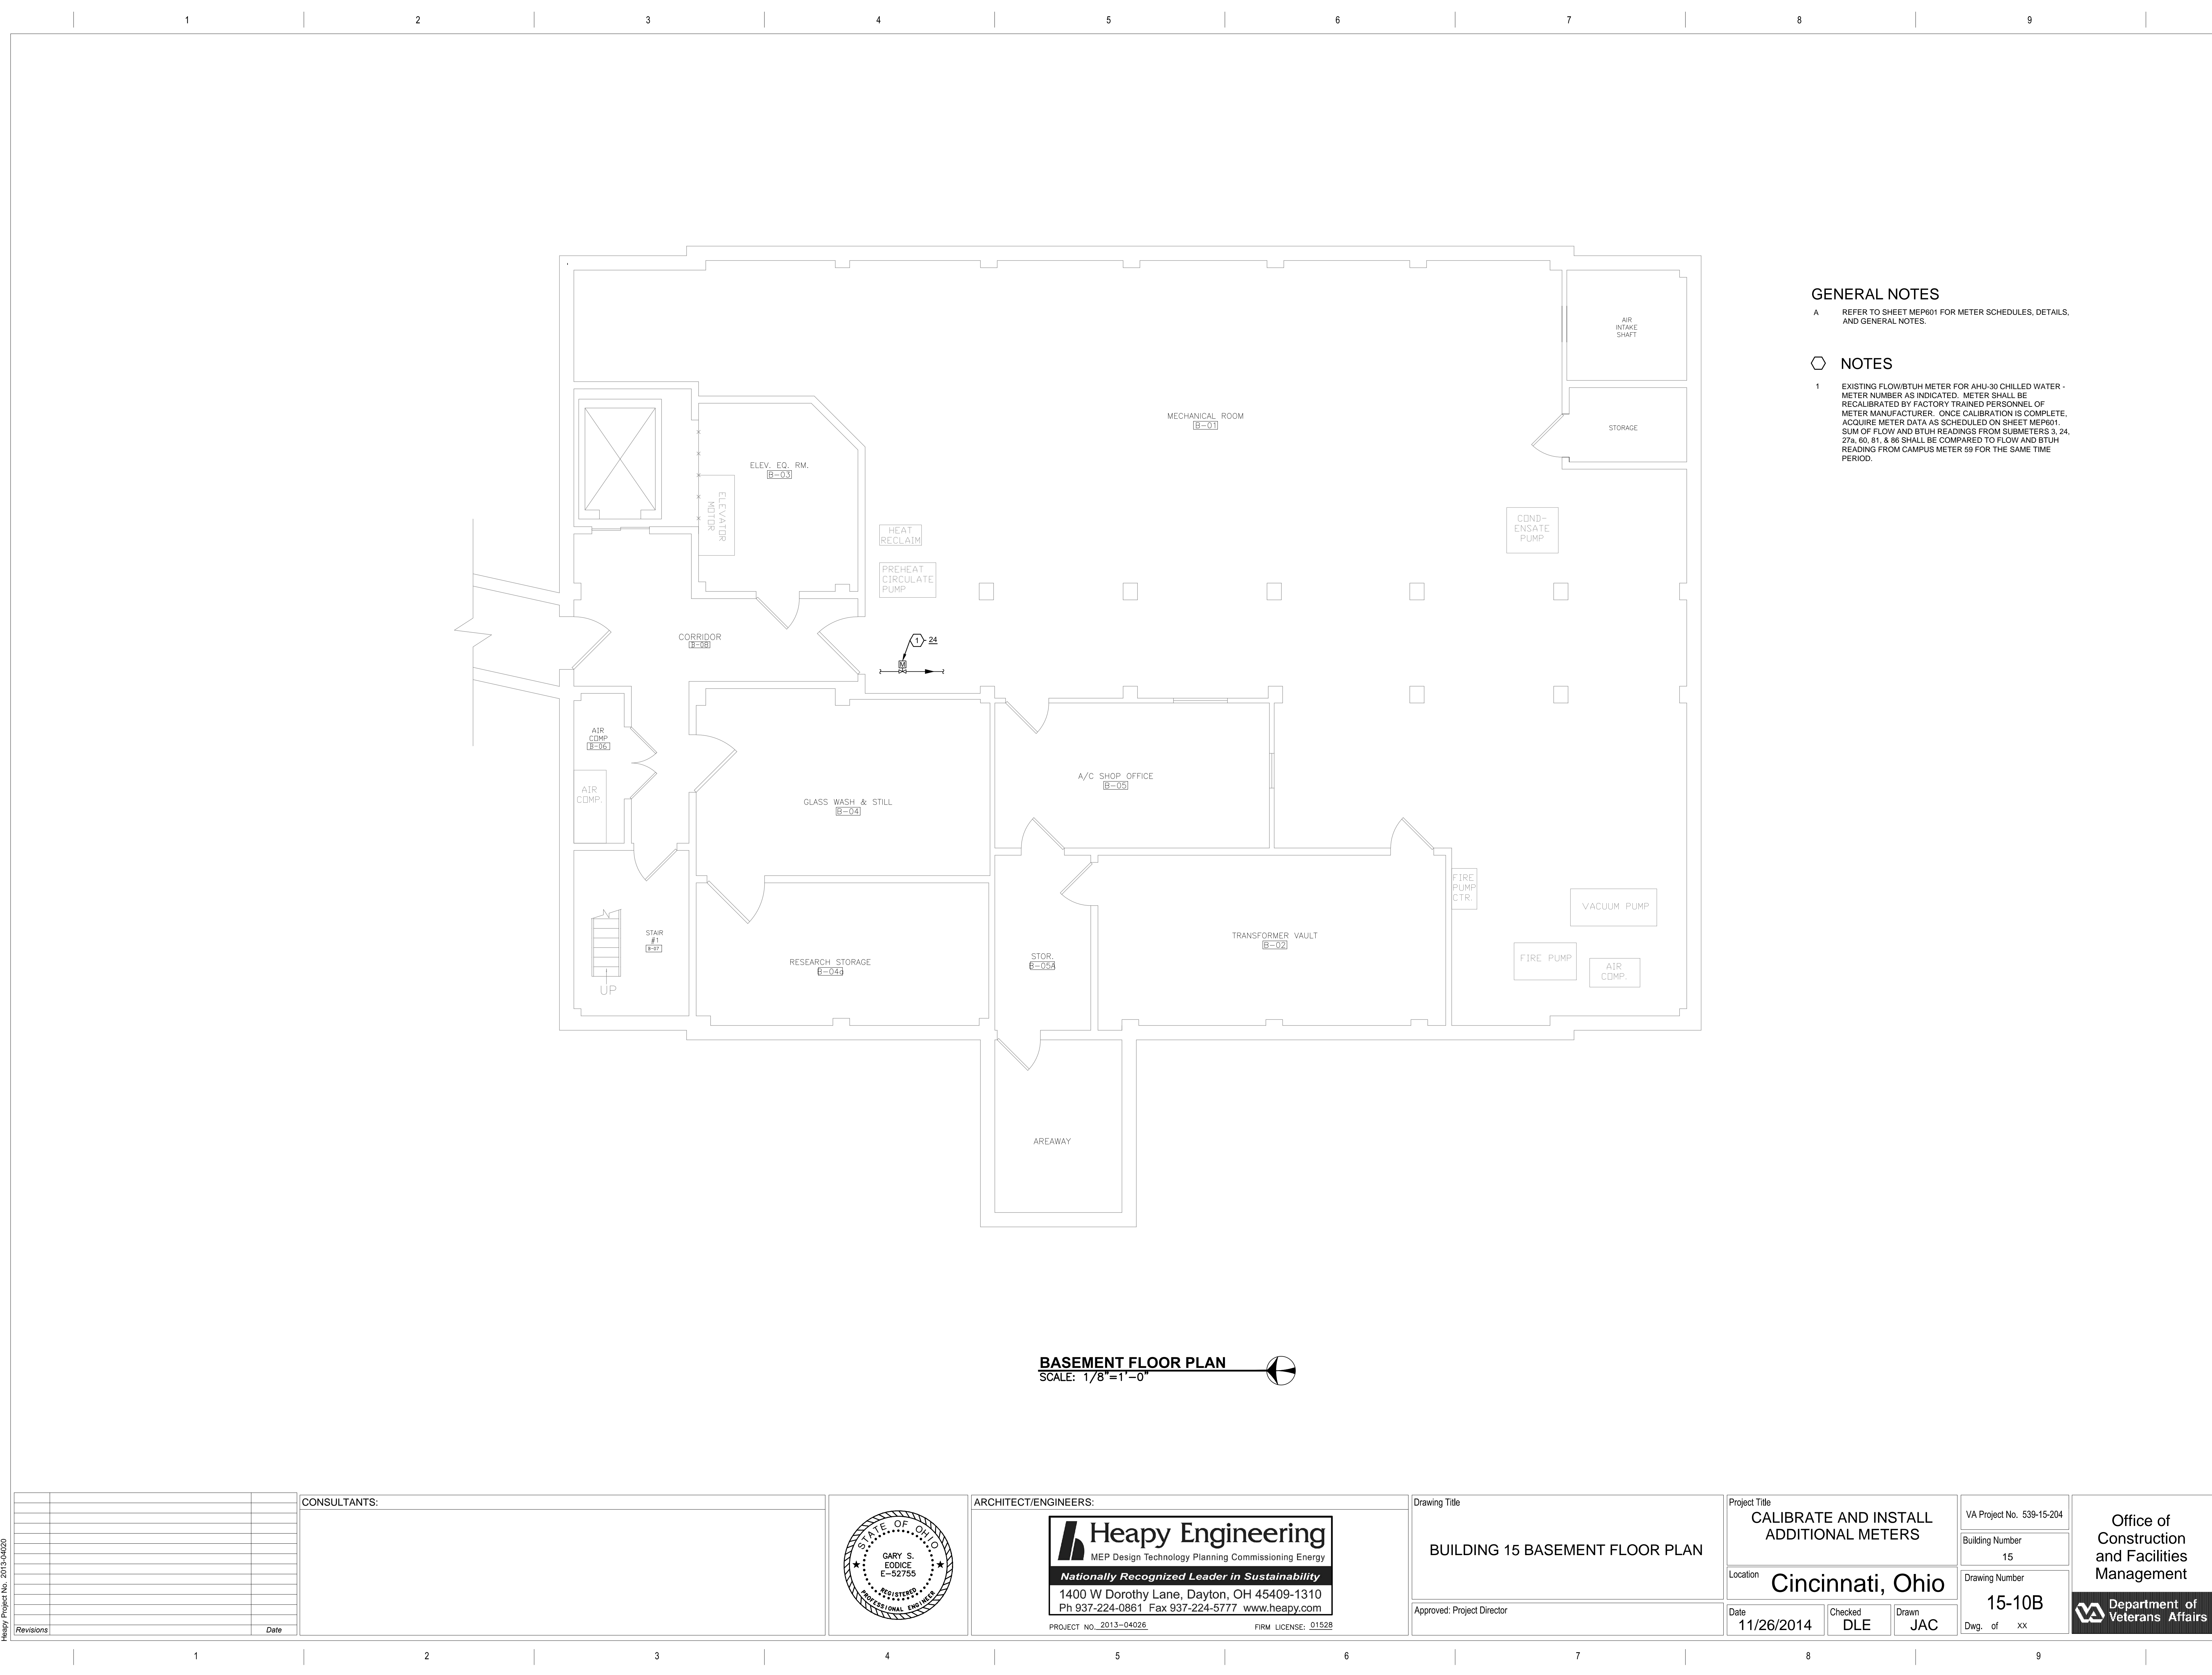 1 2 3 4 5 6 7 8 9
GENERAL NOTES
A REFER TO SHEET MEP601 FOR METER SCHEDULES, DETAILS,
AND GENERAL NOTES.
NOTES
1 EXISTING FLOW/BTUH METER FOR AHU-30 CHILLED WATER -
METER NUMBER AS INDICATED. METER SHALL BE
RECALIBRATED BY FACTORY TRAINED PERSONNEL OF
METER MANUFACTURER. ONCE CALIBRATION IS COMPLETE,
ACQUIRE METER DATA AS SCHEDULED ON SHEET MEP601.
SUM OF FLOW AND BTUH READINGS FROM SUBMETERS 3, 24,
27a, 60, 81, & 86 SHALL BE COMPARED TO FLOW AND BTUH
READING FROM CAMPUS METER 59 FOR THE SAME TIME
PERIOD.
AIR
INTAKE
SHAFT
MECHANICAL ROOM
B-01
STORAGE
ELEV. EQ. RM.
B-03
ELEVATOR
MOTOR
HEAT
RECLAIM
PREHEAT
CIRCULATE
PUMP
COND-
ENSATE
PUMP
CORRIDOR
B-08
1 - 24
M
AIR
COMP
B-06
AIR
COMP.
GLASS WASH & STILL
B-04
A/C SHOP OFFICE
B-05
FIRE
PUMP
CTR.
VACUUM PUMP
STAIR
#1
B-07
UP
RESEARCH STORAGE
B-04a
STOR.
B-05A
TRANSFORMER VAULT
B-02
FIRE PUMP
AIR
COMP.
AREAWAY
BASEMENT FLOOR PLAN
SCALE: 1/8"=1'-0"
Heapy Project No. 2013-04020
Revisions Date
CONSULTANTS:
STATE OF OHIO
GARY S.
EODICE
E-52755
REGISTERED
PROFESSIONAL ENGINEER
ARCHITECT/ENGINEERS:
h Heapy Engineering
MEP Design Technology Planning Commissioning Energy
Nationally Recognized Leader in Sustainability
1400 W Dorothy Lane, Dayton, OH 45409-1310
Ph 937-224-0861 Fax 937-224-5777 www.heapy.com
PROJECT NO. 2013-04026 FIRM LICENSE: 01528
Drawing Title
BUILDING 15 BASEMENT FLOOR PLAN
Approved: Project Director
Project Title
CALIBRATE AND INSTALL
ADDITIONAL METERS
Location Cincinnati, Ohio
Date
11/26/2014
Checked
DLE
Drawn
JAC
VA Project No. 539-15-204
Building Number
15
Drawing Number
15-10B
Dwg. of XX
Office of
Construction
and Facilities
Management
VA Department of
Veterans Affairs
1 2 3 4 5 6 7 8 9